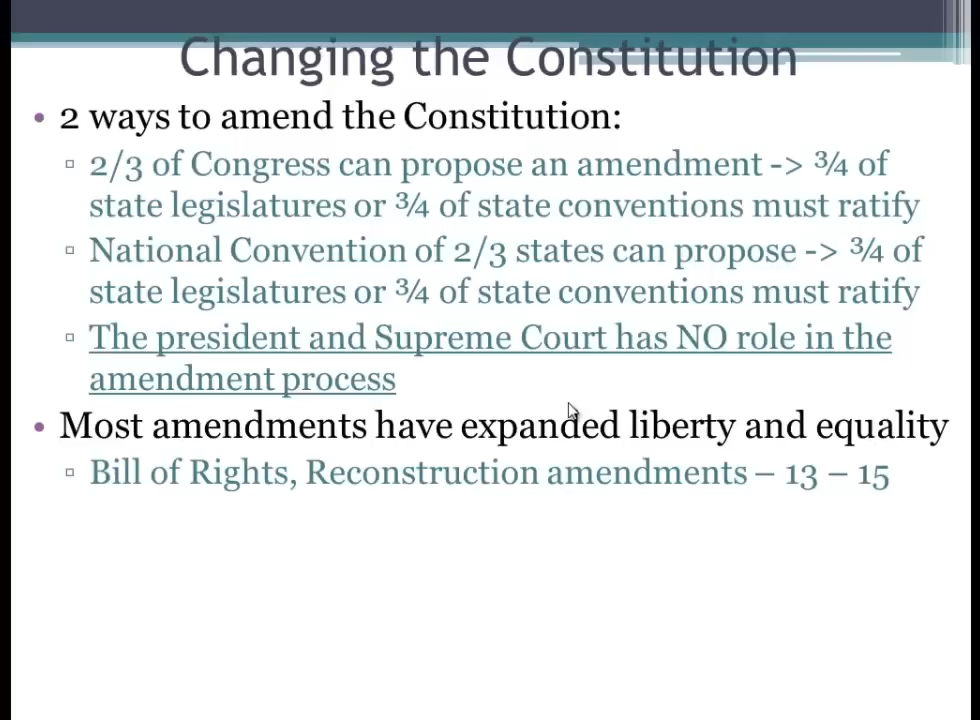 Changing the Constitution
• 2 ways to amend the Constitution:
▫ 2/3 of Congress can propose an amendment -> ¾ of
state legislatures or ¾ of state conventions must ratify
▫ National Convention of 2/3 states can propose -> ¾ of
state legislatures or ¾ of state conventions must ratify
▫ The president and Supreme Court has NO role in the
amendment process
• Most amendments have expanded liberty and equality
▫ Bill of Rights, Reconstruction amendments – 13 – 15